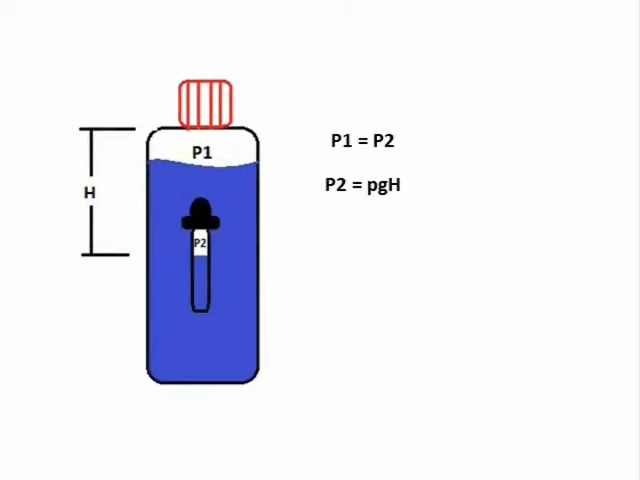 P1
P1 = P2
P2 = pgH
H
P2